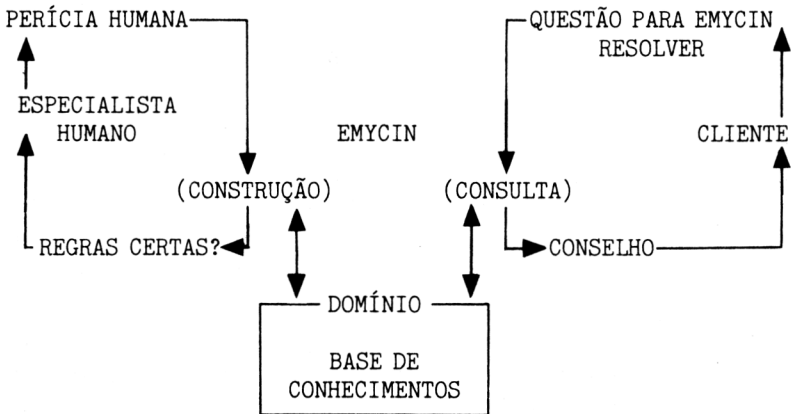 PERÍCIA HUMANA
QUESTÃO PARA EMYCIN
RESOLVER
ESPECIALISTA
HUMANO
EMYCIN
CLIENTE
(CONSTRUÇÃO)
(CONSULTA)
REGRAS CERTAS?
CONSELHO
DOMÍNIO
BASE DE
CONHECIMENTOS